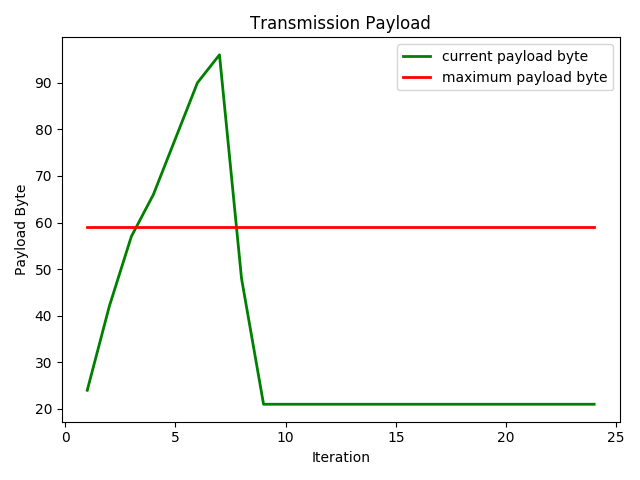 Transmission Payload
current payload byte
maximum payload byte
90
80
70
60
50
40
30
20
Payload Byte
0
5
10
15
20
25
Iteration